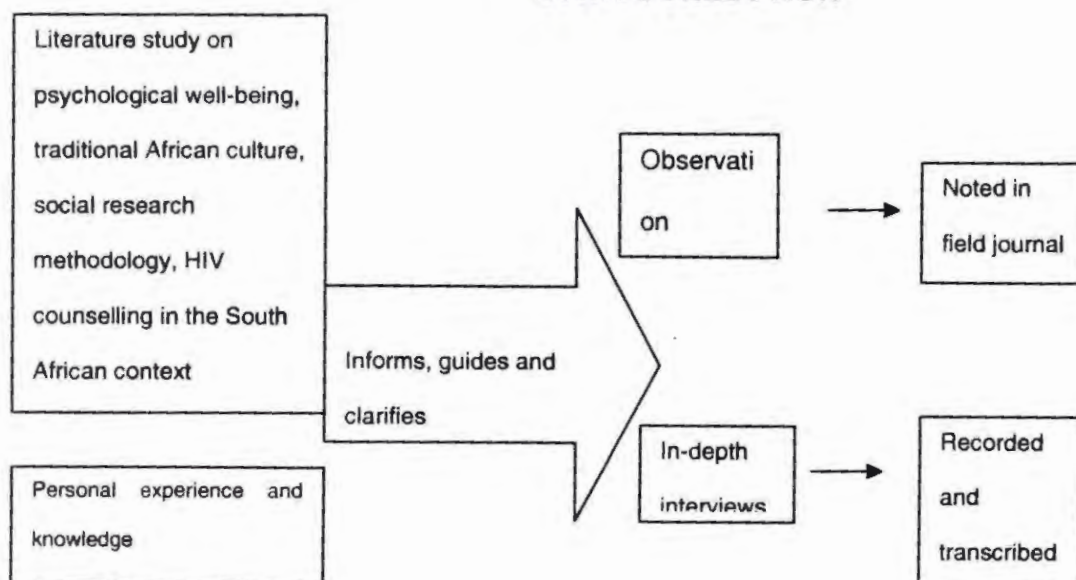 Literature study on
psychological well-being,
traditional African culture,
social research
methodology, HIV
counselling in the South
African context
Informs, guides and
clarifies
Personal experience and
knowledge
Observati
on
Noted in
field journal
In-depth
interviews
Recorded
and
transcribed